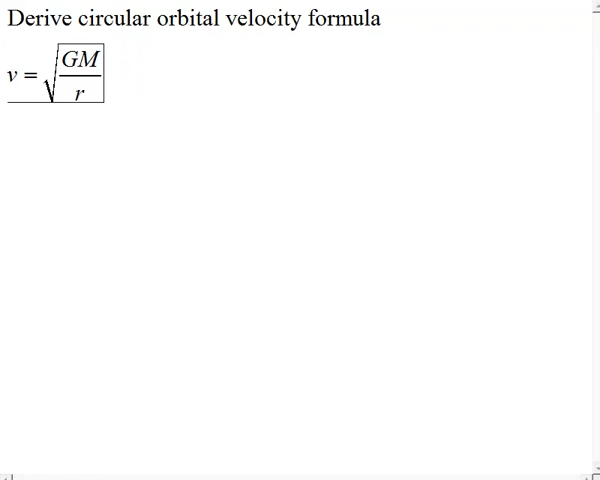 Derive circular orbital velocity formula
v = √(GM/r)